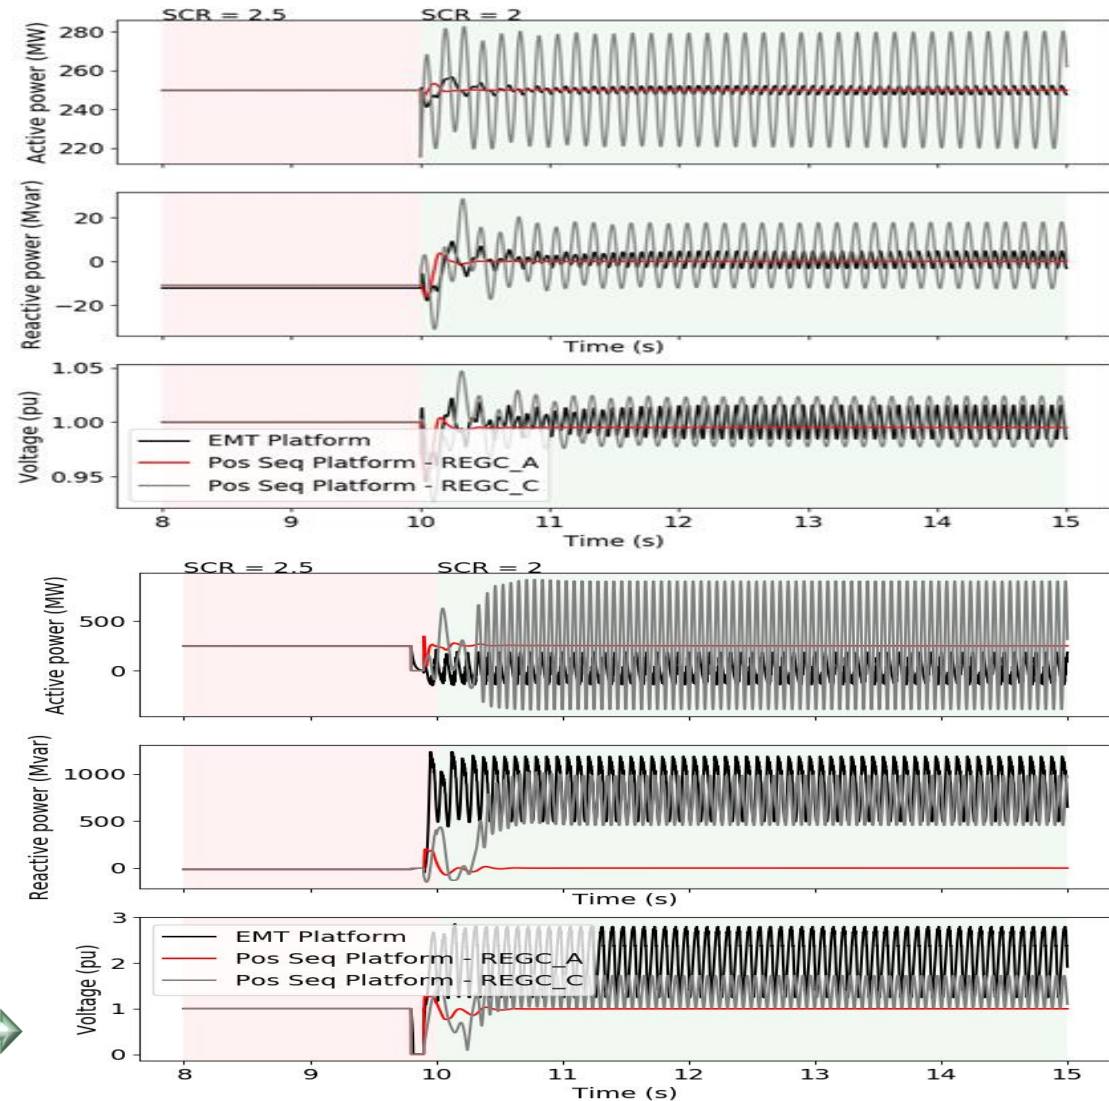 SCR = 2.5 SCR = 2
Active power (MW)
280
260
240
220
Reactive power (Mvar)
20
0
−20
Time (s)
Voltage (pu)
1.05
1.00
0.95
EMT Platform
Pos Seq Platform - REGC_A
Pos Seq Platform - REGC_C
8 9 10 11 12 13 14 15
Time (s)
SCR = 2.5 SCR = 2
Active power (MW)
500
0
Reactive power (Mvar)
1000
500
0
Time (s)
Voltage (pu)
3
2
1
0
EMT Platform
Pos Seq Platform - REGC_A
Pos Seq Platform - REGC_C
8 9 10 11 12 13 14 15
Time (s)